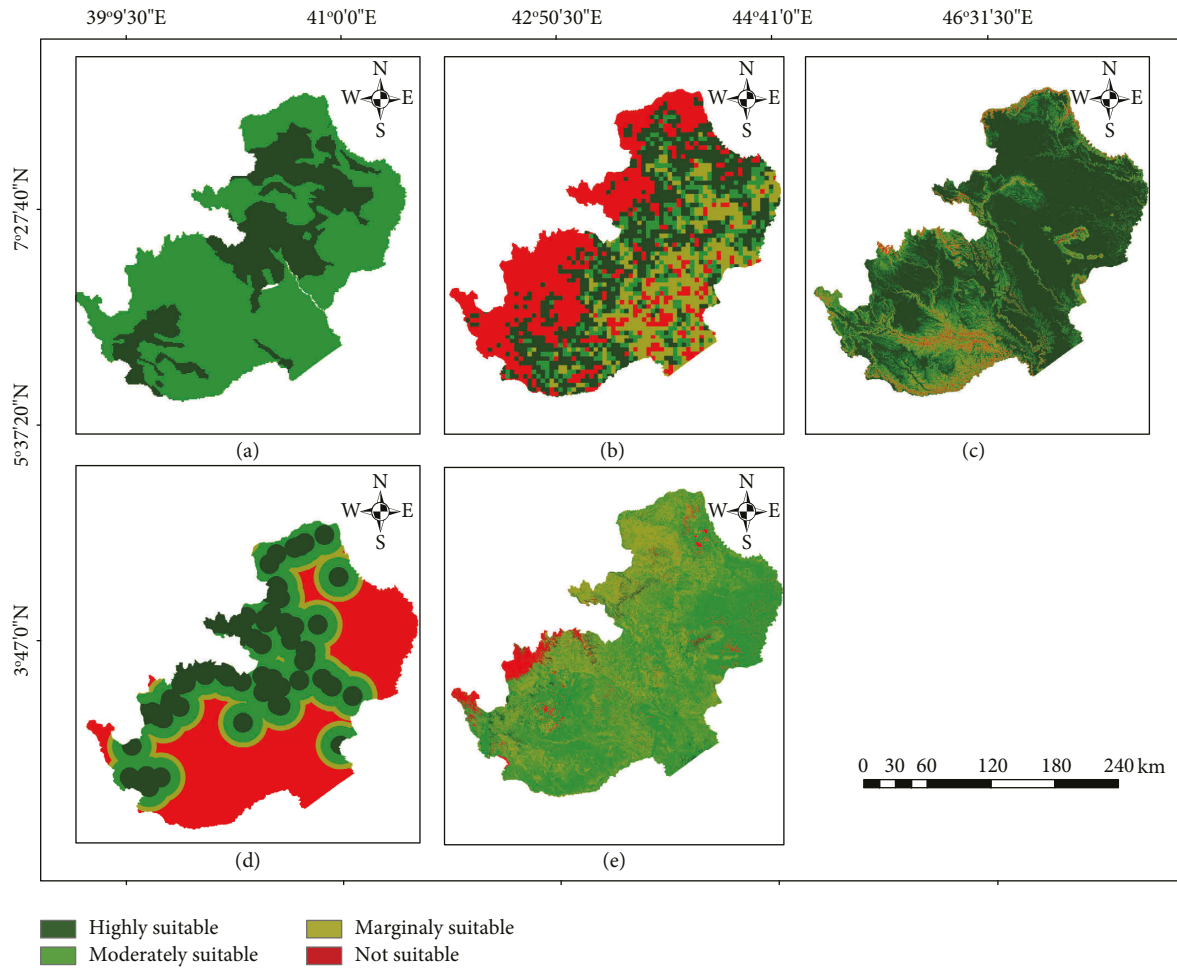 39°9'30"E 41°0'0"E 42°50'30"E 44°41'0"E 46°31'30"E
N N N
W E W E W E
S S S
7°27'40"N
5°37'20"N
(a) (b) (c)
N N
W E W E
S S
3°47'0"N
0 30 60 120 180 240 km
(d) (e)
Highly suitable Marginaly suitable
Moderately suitable Not suitable